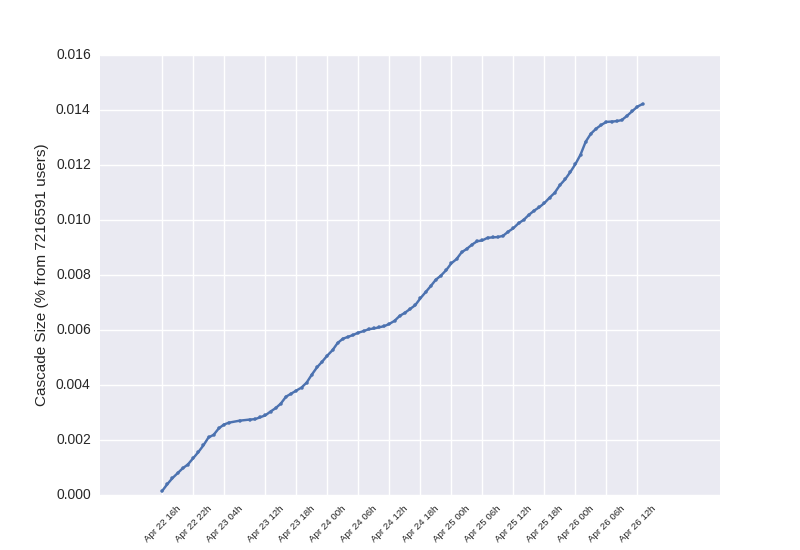 0.016
0.014
0.012
0.010
0.008
0.006
0.004
0.002
0.000
Cascade Size (% from 7216591 users)
Apr 22 16h
Apr 22 22h
Apr 23 04h
Apr 23 12h
Apr 23 18h
Apr 24 00h
Apr 24 06h
Apr 24 12h
Apr 24 18h
Apr 25 00h
Apr 25 06h
Apr 25 12h
Apr 25 18h
Apr 26 00h
Apr 26 06h
Apr 26 12h